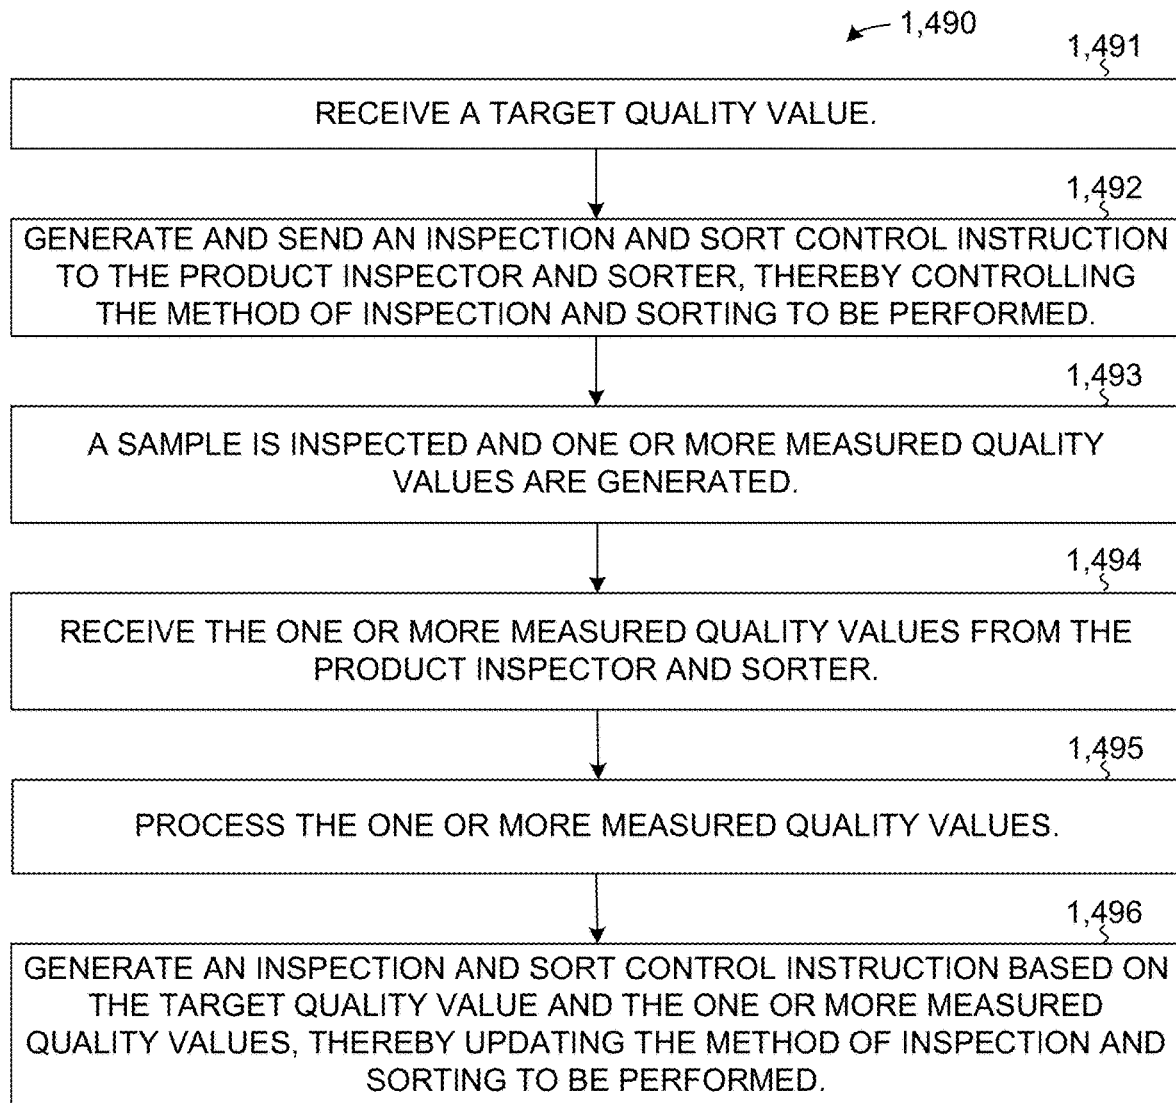 1,490
1,491
RECEIVE A TARGET QUALITY VALUE.
1,492
GENERATE AND SEND AN INSPECTION AND SORT CONTROL INSTRUCTION
TO THE PRODUCT INSPECTOR AND SORTER, THEREBY CONTROLLING
THE METHOD OF INSPECTION AND SORTING TO BE PERFORMED.
1,493
A SAMPLE IS INSPECTED AND ONE OR MORE MEASURED QUALITY
VALUES ARE GENERATED.
1,494
RECEIVE THE ONE OR MORE MEASURED QUALITY VALUES FROM THE
PRODUCT INSPECTOR AND SORTER.
1,495
PROCESS THE ONE OR MORE MEASURED QUALITY VALUES.
1,496
GENERATE AN INSPECTION AND SORT CONTROL INSTRUCTION BASED ON
THE TARGET QUALITY VALUE AND THE ONE OR MORE MEASURED
QUALITY VALUES, THEREBY UPDATING THE METHOD OF INSPECTION AND
SORTING TO BE PERFORMED.